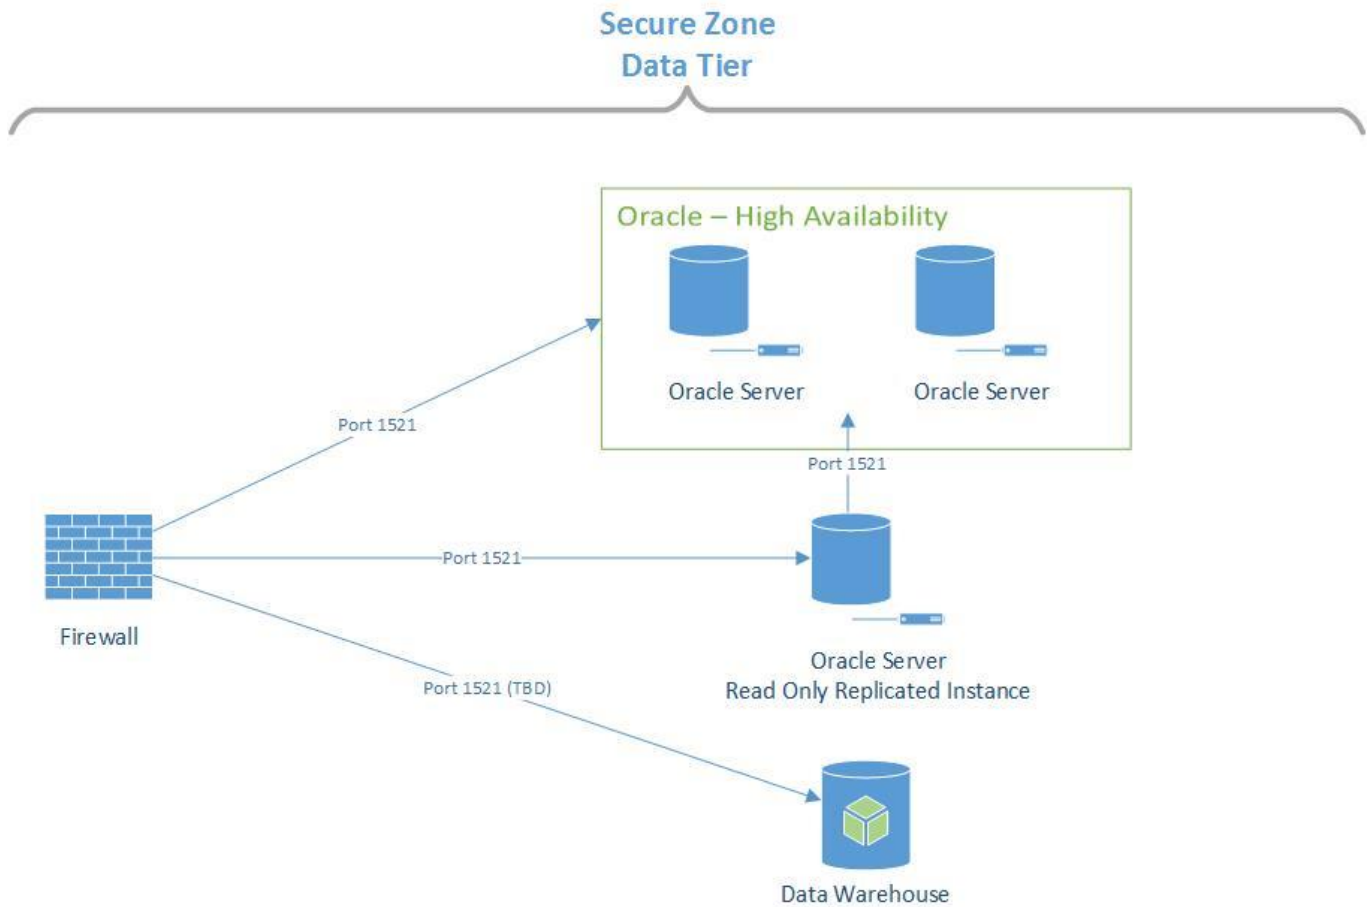 Secure Zone
Data Tier
Oracle – High Availability
Oracle Server
Oracle Server
Port 1521
Port 1521
Port 1521
Firewall
Oracle Server
Read Only Replicated Instance
Port 1521 (TBD)
Data Warehouse